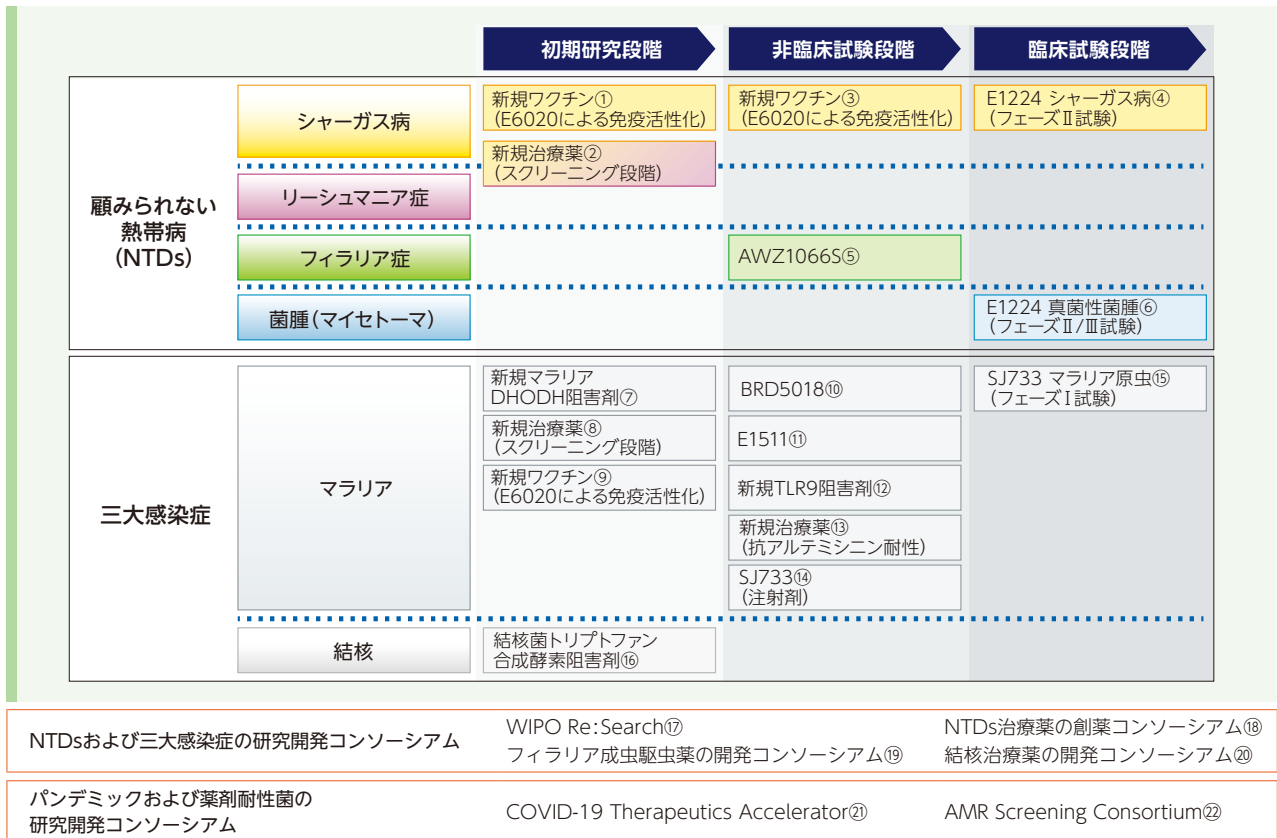 初期研究段階
非臨床試験段階
臨床試験段階
顧みられない
熱帯病
(NTDs)
シャーガス病
新規ワクチン①
(E6020による免疫活性化)
新規ワクチン③
(E6020による免疫活性化)
E1224 シャーガス病④
(フェーズⅡ試験)
新規治療薬②
(スクリーニング段階)
リーシュマニア症
フィラリア症
AWZ1066S⑤
菌腫(マイセトーマ)
E1224 真菌性菌腫⑥
(フェーズⅡ/Ⅲ試験)
三大感染症
マラリア
新規マラリア
DHODH阻害剤⑦
新規治療薬⑧
(スクリーニング段階)
新規ワクチン⑨
(E6020による免疫活性化)
BRD5018⑩
E1511⑪
新規TLR9阻害剤⑫
新規治療薬⑬
(抗アルテミシニン耐性)
SJ733⑭
(注射剤)
SJ733 マラリア原虫⑮
(フェーズⅠ試験)
結核
結核菌トリプトファン
合成酵素阻害剤⑯
NTDsおよび三大感染症の研究開発コンソーシアム
WIPO Re:Search⑰
NTDs治療薬の創薬コンソーシアム⑱
フィラリア成虫駆虫薬の開発コンソーシアム⑲
結核治療薬の開発コンソーシアム⑳
パンデミックおよび薬剤耐性菌の
研究開発コンソーシアム
COVID-19 Therapeutics Accelerator㉑
AMR Screening Consortium㉒